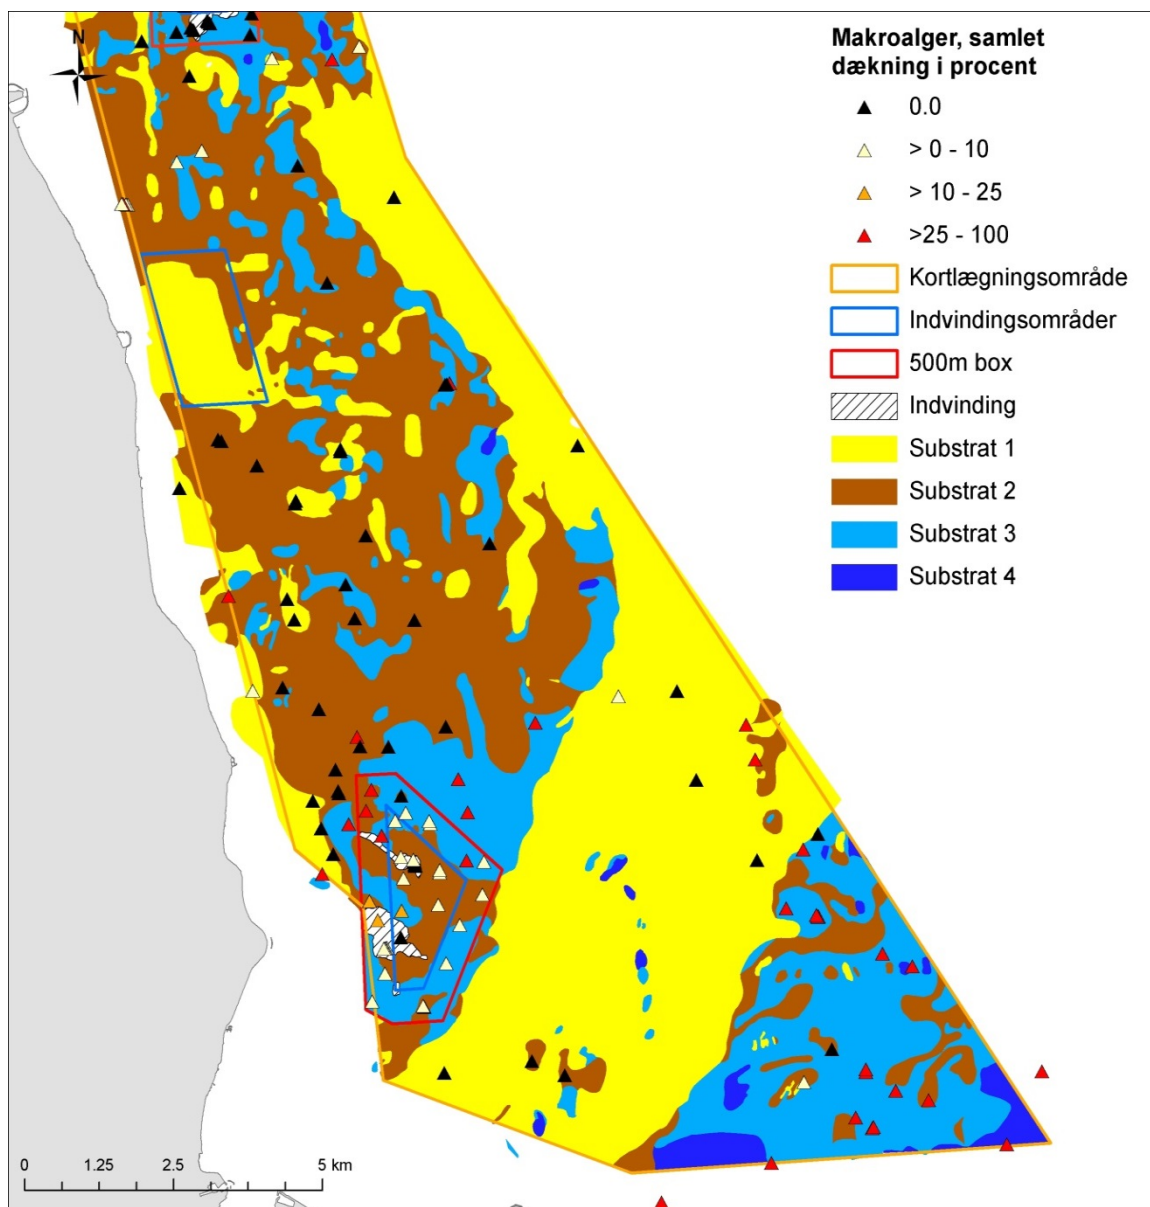 Makroalger, samlet
dækning i procent
0.0
> 0 - 10
> 10 - 25
>25 - 100
Kortlægningsområde
Indvindingsområder
500m box
Indvinding
Substrat 1
Substrat 2
Substrat 3
Substrat 4
N
0 1.25 2.5 5 km